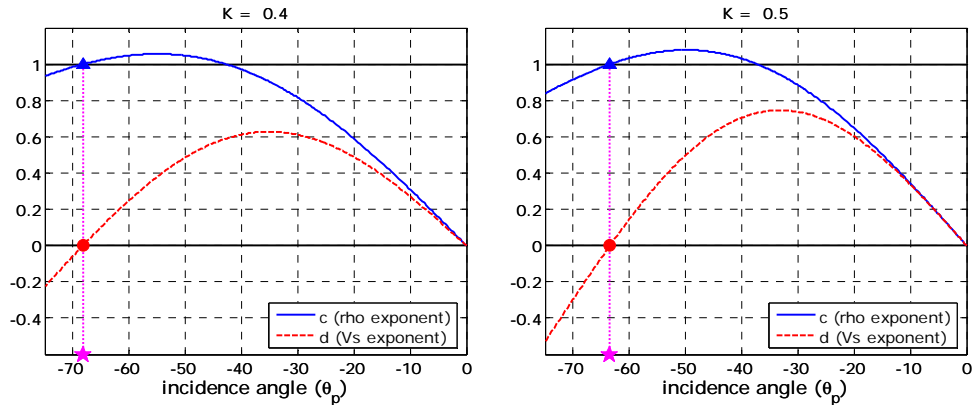 K = 0.4
1
0.8
0.6
0.4
0.2
0
-0.2
-0.4
-70 -60 -50 -40 -30 -20 -10 0
c (rho exponent)
d (Vs exponent)
incidence angle (θp)
K = 0.5
1
0.8
0.6
0.4
0.2
0
-0.2
-0.4
-70 -60 -50 -40 -30 -20 -10 0
c (rho exponent)
d (Vs exponent)
incidence angle (θp)